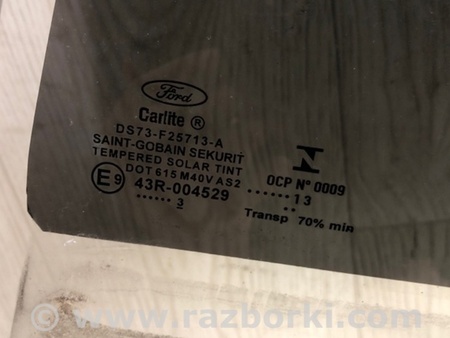 Ford
Carlite ®
DS73-F25713-A
SAINT-GOBAIN SEKURIT
TEMPERED SOLAR TINT
DOT 615 M40V AS2
E9 43R-004529
...... 3
OCP Nº 0009
...... 13
..
Transp 70% min
© www.razborki.com